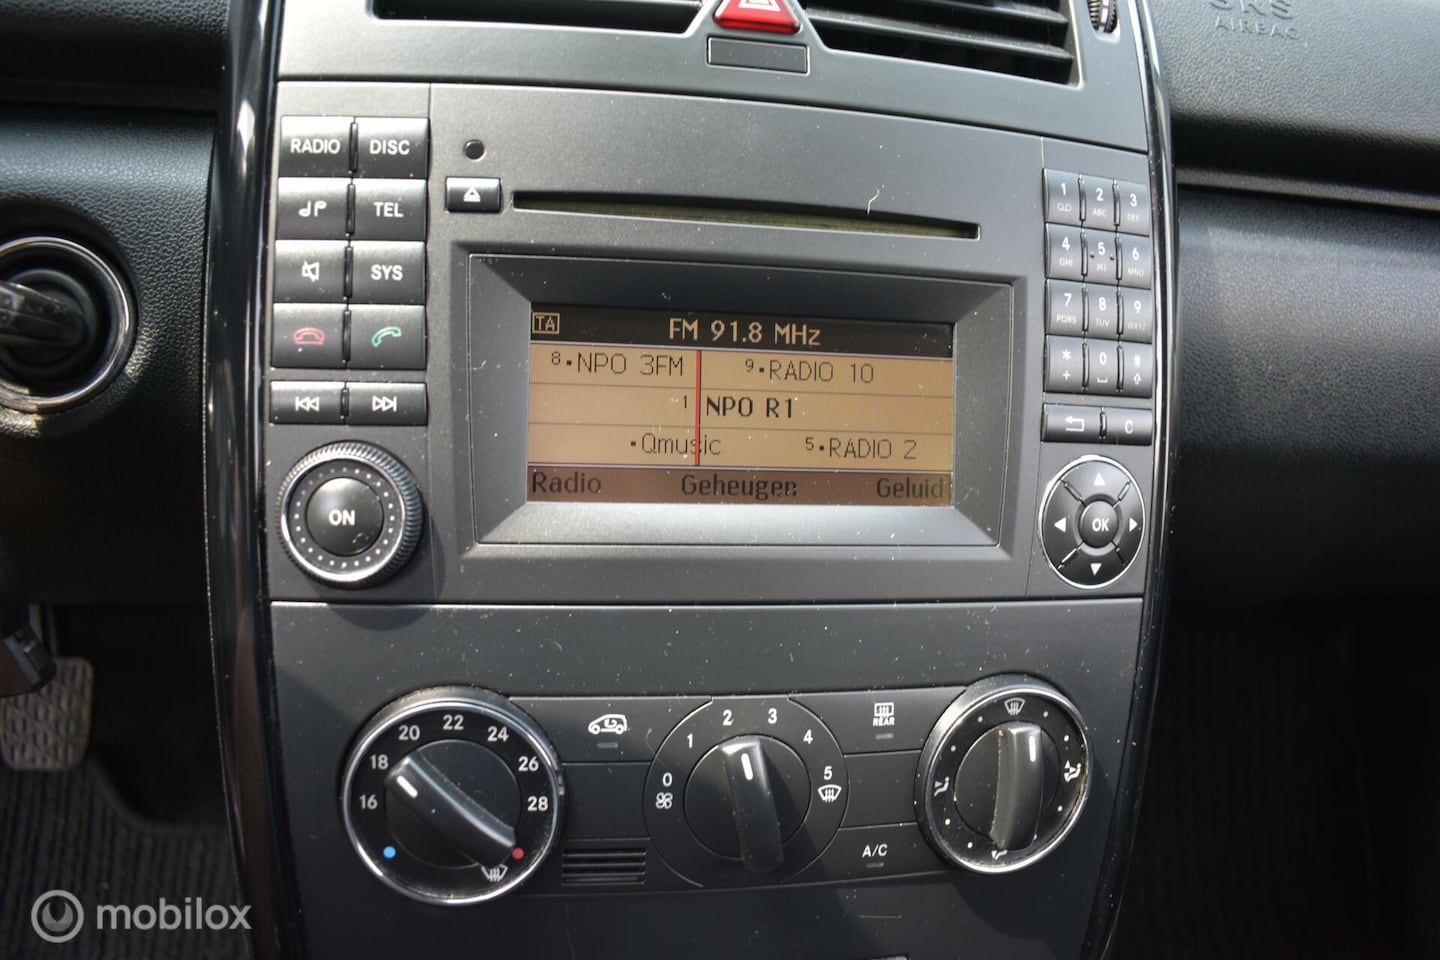 SRS
AIRBAG
RADIO DISC
TEL
SYS
ON
TA FM 91.8 MHz
8 NPO 3FM 9 RADIO 10
1 NPO R1
Qmusic 5 RADIO 2
Radio Geheugen Geluid
1 2 ABC 3 DEF
4 GHI 5 JKL 6 MNO
7 PQRS 8 TUV 9 WXYZ
* + 0 #
C
OK
16 18 20 22 24 26 28
0 1 2 3 4 5
REAR
A/C
mobilox